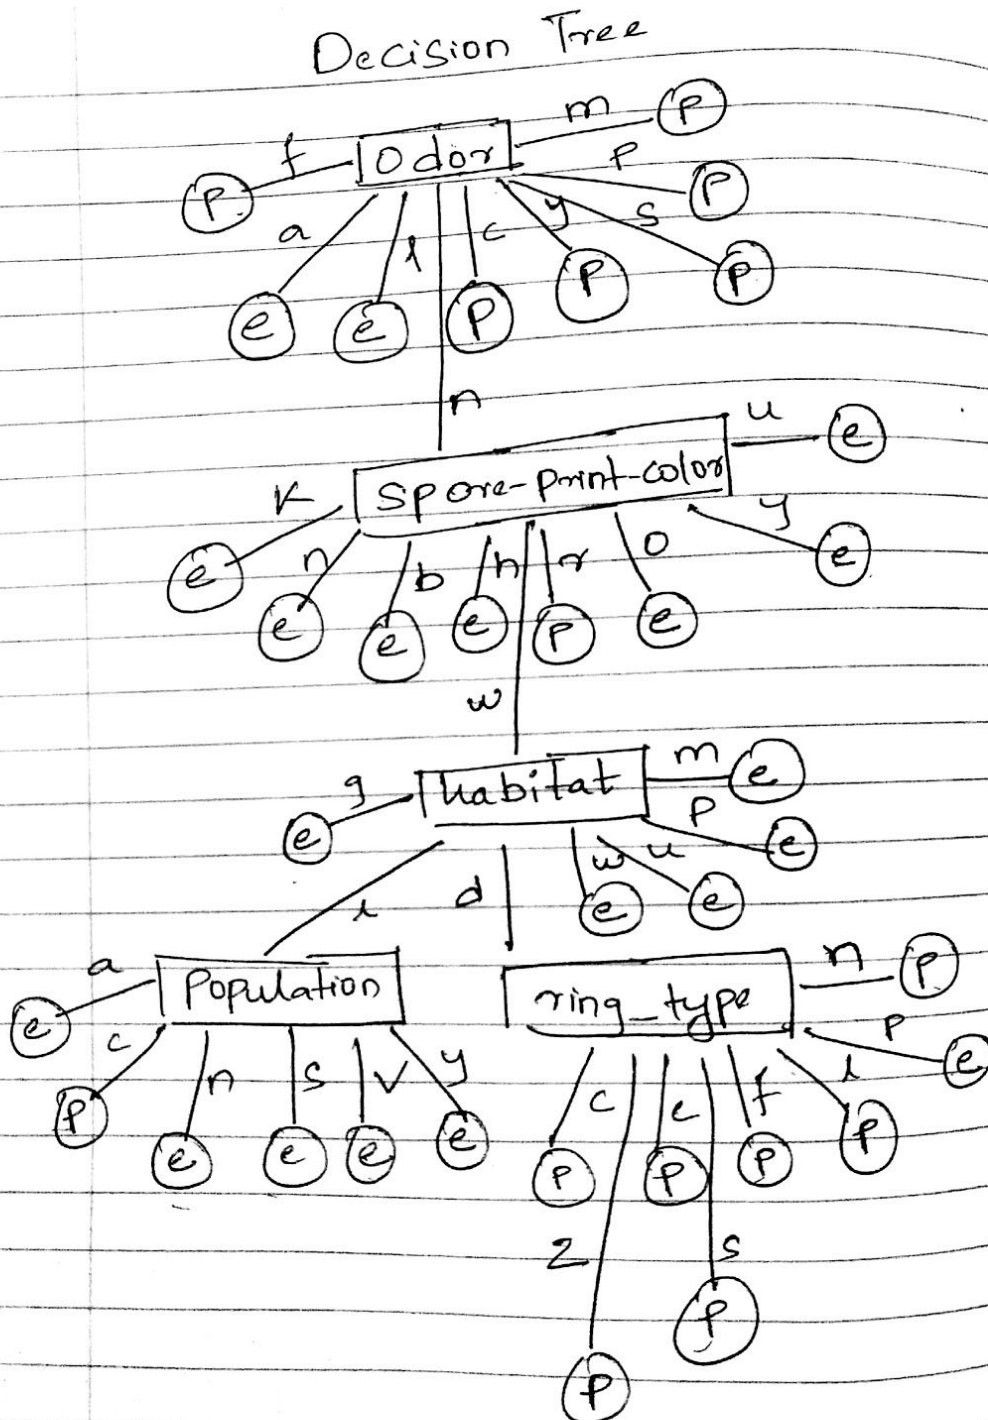 Decision Tree
m P
f Odor P
P P
a l c y s
P P
e e P
n
u e
K Spore-print-color y
e n b h r o e
e e e P e
w
g habitat m e
e P e
w u
l d e e
a Population ring_type n P
e c n s v y P e
P c e f l
e e e e P P P P
z s
P
P